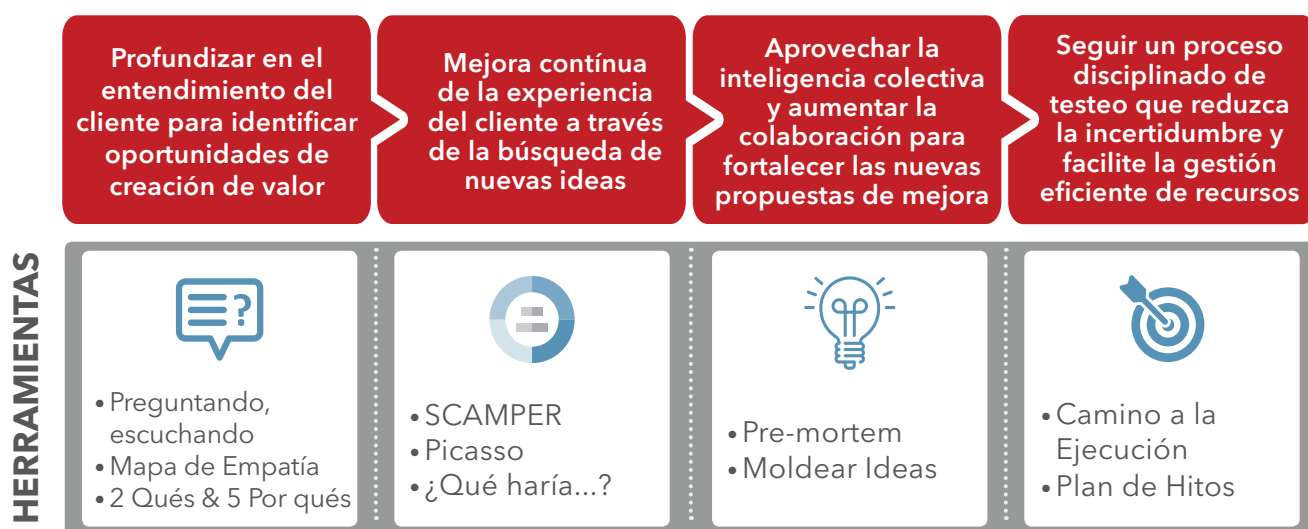 Profundizar en el
entendimiento del
cliente para identificar
oportunidades de
creación de valor
Mejora contínua
de la experiencia
del cliente a través
de la búsqueda de
nuevas ideas
Aprovechar la
inteligencia colectiva
y aumentar la
colaboración para
fortalecer las nuevas
propuestas de mejora
Seguir un proceso
disciplinado de
testeo que reduzca
la incertidumbre y
facilite la gestión
eficiente de recursos
HERRAMIENTAS
?
• Preguntando,
escuchando
• Mapa de Empatía
• 2 Qués & 5 Por qués
• SCAMPER
• Picasso
• ¿Qué haría...?
• Pre-mortem
• Moldear Ideas
• Camino a la
Ejecución
• Plan de Hitos